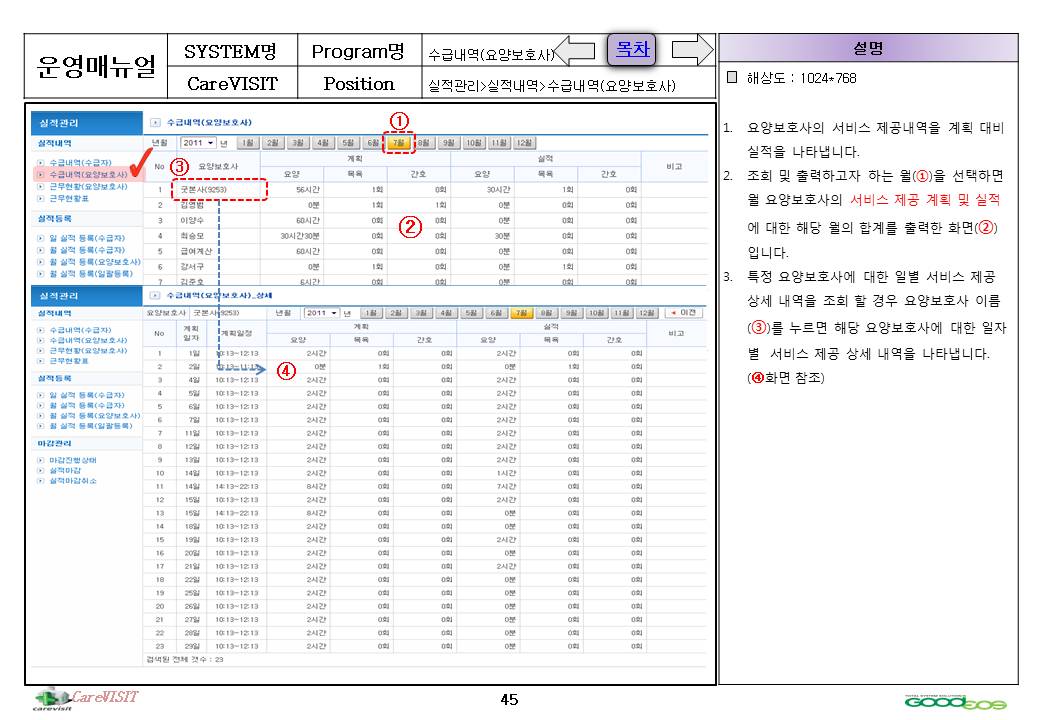 운영매뉴얼
SYSTEM명 Program명 수급내역(요양보호사) 목차
CareVISIT Position 실적관리>실적내역>수급내역(요양보호사)
설명
해상도 : 1024*768
1. 요양보호사의 서비스 제공내역을 계획 대비
실적을 나타냅니다.
2. 조회 및 출력하고자 하는 월(①)을 선택하면
월 요양보호사의 서비스 제공 계획 및 실적
에 대한 해당 월의 합계를 출력한 화면(②)
입니다.
3. 특정 요양보호사에 대한 일별 서비스 제공
상세 내역을 조회 할 경우 요양보호사 이름
(③)를 누르면 해당 요양보호사에 대한 일자
별 서비스 제공 상세 내역을 나타냅니다.
(④화면 참조)
실적관리
실적내역
수급내역(수급자)
수급내역(요양보호사)
근무현황(요양보호사)
근무현황표
실적등록
일 실적 등록(수급자)
월 실적 등록(수급자)
월 실적 등록(요양보호사)
월 실적 등록(일괄등록)
수급내역(요양보호사)
①
년월 2011 년 1월 2월 3월 4월 5월 6월 7월 8월 9월 10월 11월 12월
③
No 요양보호사 계획 실적 비고
요양 목욕 간호 요양 목욕 간호
1 굿본사(9253) 56시간 1회 0회 30시간 1회 0회
2 김영범 0분 1회 1회 0분 0회 0회
②
3 이양수 60시간 0회 0회 0분 0회 0회
4 최승모 30시간30분 0회 0회 30분 0회 0회
5 급여계산 60시간 0회 0회 0분 0회 0회
6 강서구 0분 1회 0회 0분 1회 0회
7 김준호 6시간 0회 0회 0분 0회 0회
실적관리
실적내역
수급내역(수급자)
수급내역(요양보호사)
근무현황(요양보호사)
근무현황표
실적등록
일 실적 등록(수급자)
월 실적 등록(수급자)
월 실적 등록(요양보호사)
월 실적 등록(일괄등록)
마감관리
마감진행상태
실적마감
실적마감취소
수급내역(요양보호사)_상세
요양보호사 굿본사(9253) 년월 2011 년 1월 2월 3월 4월 5월 6월 7월 8월 9월 10월 11월 12월 이전
No 계획일자 계획일정 계획 실적 비고
요양 목욕 간호 요양 목욕 간호
1 1일 10:13~12:13 2시간 0회 0회 2시간 0회 0회
2 2일 10:13~11:13 0분 1회 0회 0분 1회 0회
④
3 4일 10:13~12:13 2시간 0회 0회 2시간 0회 0회
4 5일 10:13~12:13 2시간 0회 0회 2시간 0회 0회
5 6일 10:13~12:13 2시간 0회 0회 2시간 0회 0회
6 7일 10:13~12:13 2시간 0회 0회 2시간 0회 0회
7 11일 10:13~12:13 2시간 0회 0회 2시간 0회 0회
8 12일 10:13~12:13 2시간 0회 0회 2시간 0회 0회
9 13일 10:13~12:13 2시간 0회 0회 2시간 0회 0회
10 14일 10:13~12:13 2시간 0회 0회 1시간 0회 0회
11 14일 14:13~22:13 8시간 0회 0회 7시간 0회 0회
12 15일 10:13~12:13 2시간 0회 0회 2시간 0회 0회
13 15일 14:13~22:13 8시간 0회 0회 0분 0회 0회
14 18일 10:13~12:13 2시간 0회 0회 0분 0회 0회
15 19일 10:13~12:13 2시간 0회 0회 2시간 0회 0회
16 20일 10:13~12:13 2시간 0회 0회 0분 0회 0회
17 21일 10:13~12:13 2시간 0회 0회 2시간 0회 0회
18 22일 10:13~12:13 2시간 0회 0회 0분 0회 0회
19 25일 10:13~12:13 2시간 0회 0회 0분 0회 0회
20 26일 10:13~12:13 2시간 0회 0회 0분 0회 0회
21 27일 10:13~12:13 2시간 0회 0회 0분 0회 0회
22 28일 10:13~12:13 2시간 0회 0회 0분 0회 0회
23 29일 10:13~12:13 2시간 0회 0회 0분 0회 0회
검색된 전체 갯수 : 23
carevisit CareVISIT
45
TOTAL SYSTEM SOLUTIONS
GOODEOS